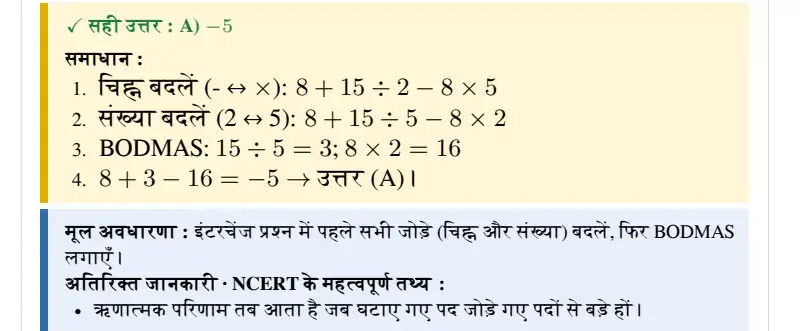 ✓ सही उत्तर : A) −5
समाधान :
1. चिह्न बदलें (- ↔ ×): 8 + 15 ÷ 2 − 8 × 5
2. संख्या बदलें (2 ↔ 5): 8 + 15 ÷ 5 − 8 × 2
3. BODMAS: 15 ÷ 5 = 3; 8 × 2 = 16
4. 8 + 3 − 16 = −5 → उत्तर (A)।
मूल अवधारणा : इंटरचेंज प्रश्न में पहले सभी जोड़े (चिह्न और संख्या) बदलें, फिर BODMAS
लगाएँ।
अतिरिक्त जानकारी · NCERT के महत्वपूर्ण तथ्य :
• ऋणात्मक परिणाम तब आता है जब घटाए गए पद जोड़े गए पदों से बड़े हों।